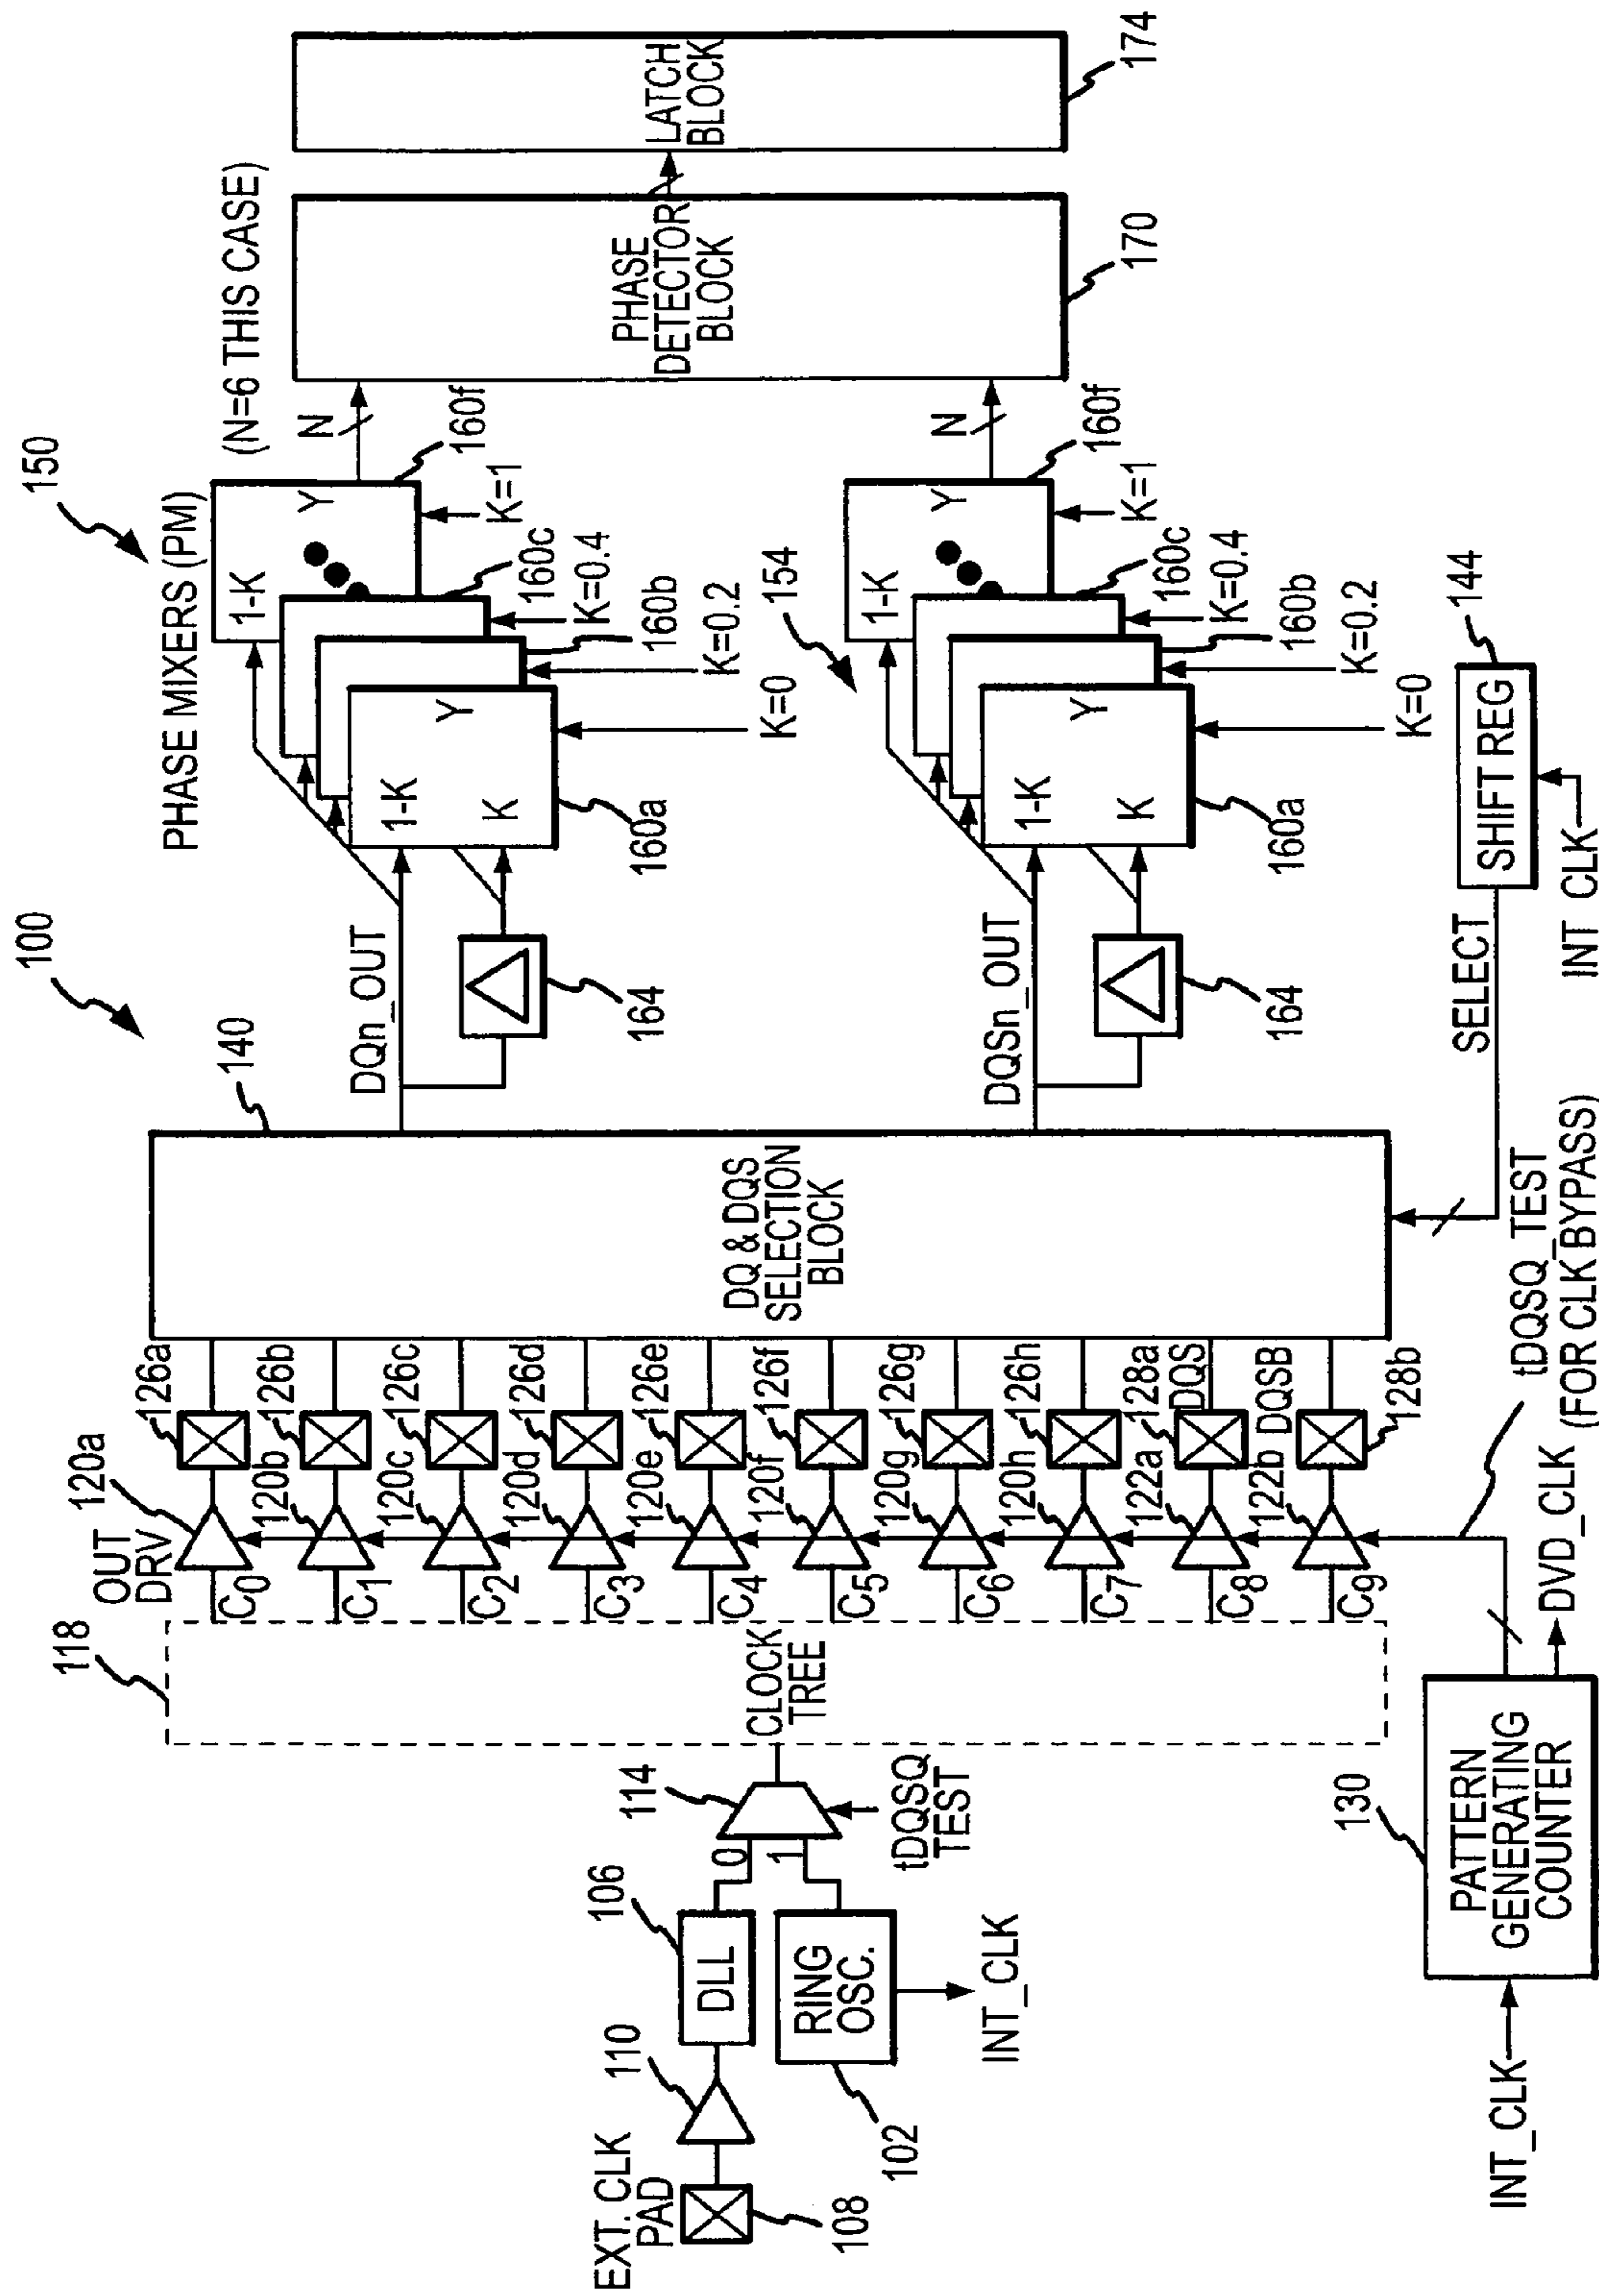 100
150
PHASE MIXERS (PM)
(N=6 THIS CASE)
118
OUT
DRV
120a
126a
140
DQn_OUT
164
1-K
K
Y
160a
K=0
160b
K=0.2
160c
K=0.4
1-K
Y
160f
K=1
N
PHASE
DETECTOR
BLOCK
170
LATCH
BLOCK
174
C0
C1
120b
126b
C2
120c
126c
C3
120d
126d
C4
120e
126e
C5
120f
126f
C6
120g
126g
C7
120h
126h
C8
122a
128a
DQS
C9
122b
DQSB
128b
CLOCK
TREE
DQ & DQS
SELECTION
BLOCK
DQSn_OUT
164
154
1-K
K
Y
160a
K=0
160b
K=0.2
160c
K=0.4
1-K
Y
160f
K=1
N
EXT. CLK
PAD
108
110
106
DLL
RING
OSC.
102
INT_CLK
0
1
114
tDQSQ
TEST
INT_CLK
PATTERN
GENERATING
COUNTER
130
DVD_CLK
tDQSQ_TEST
(FOR CLK BYPASS)
SELECT
SHIFT REG
144
INT_CLK